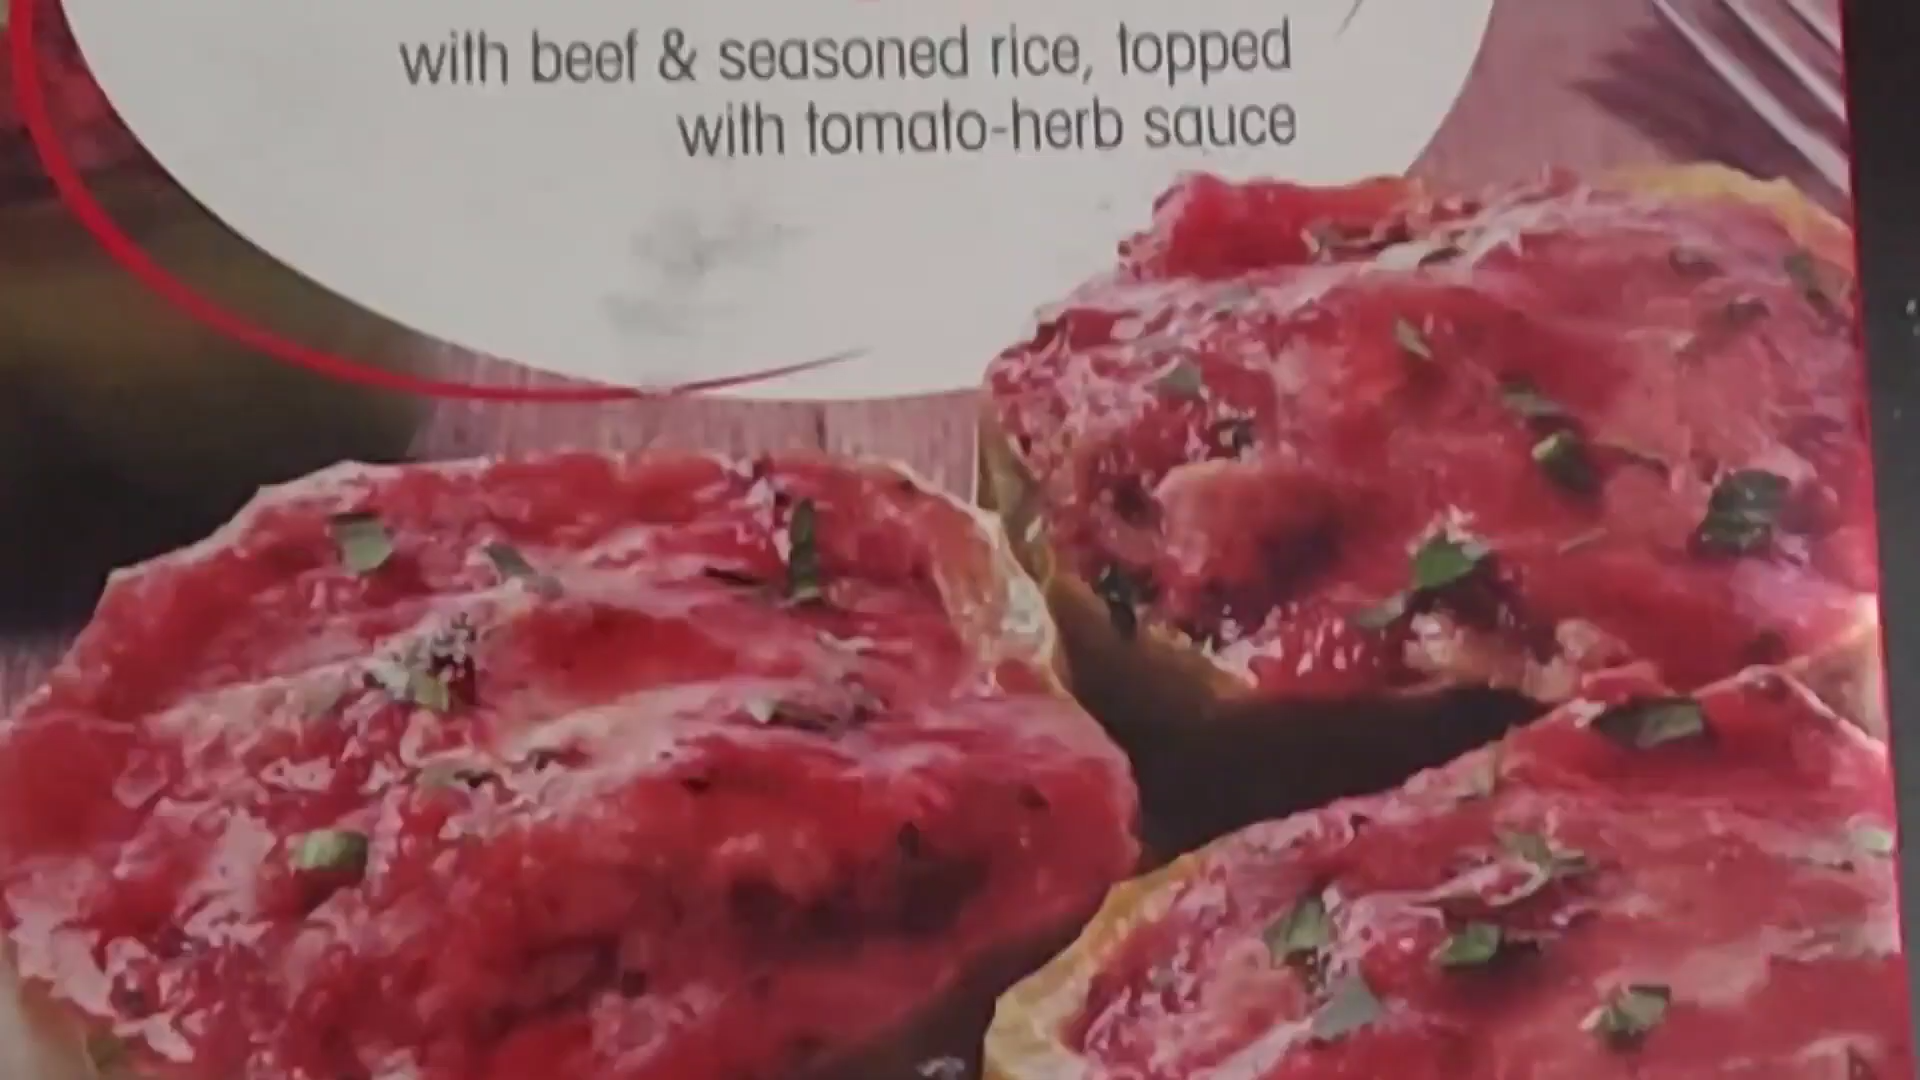 with beef & seasoned rice, topped
with tomato-herb sauce